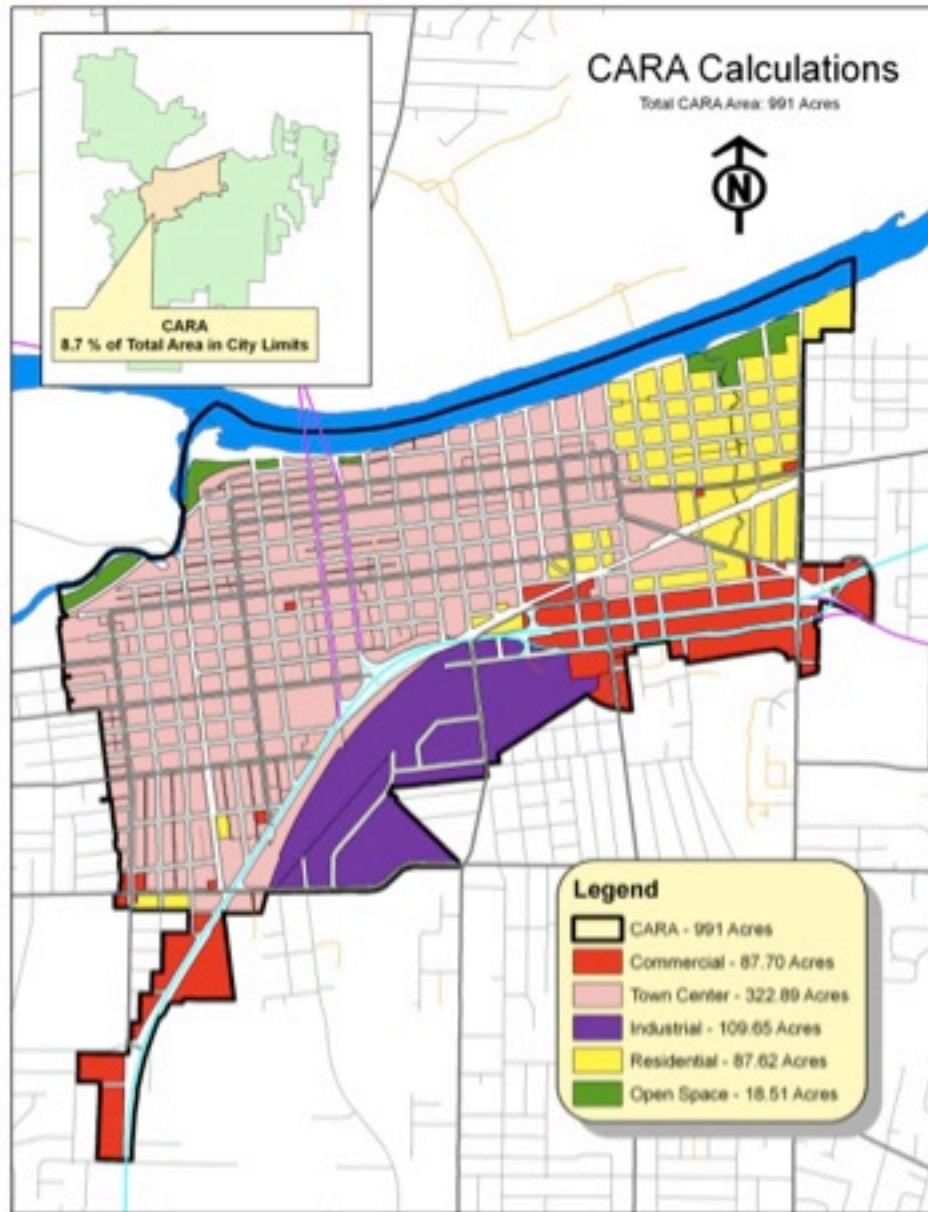 CARA Calculations
Total CARA Area: 991 Acres
N
CARA
8.7 % of Total Area in City Limits
Legend
CARA - 991 Acres
Commercial - 87.70 Acres
Town Center - 322.89 Acres
Industrial - 109.65 Acres
Residential - 87.62 Acres
Open Space - 18.51 Acres